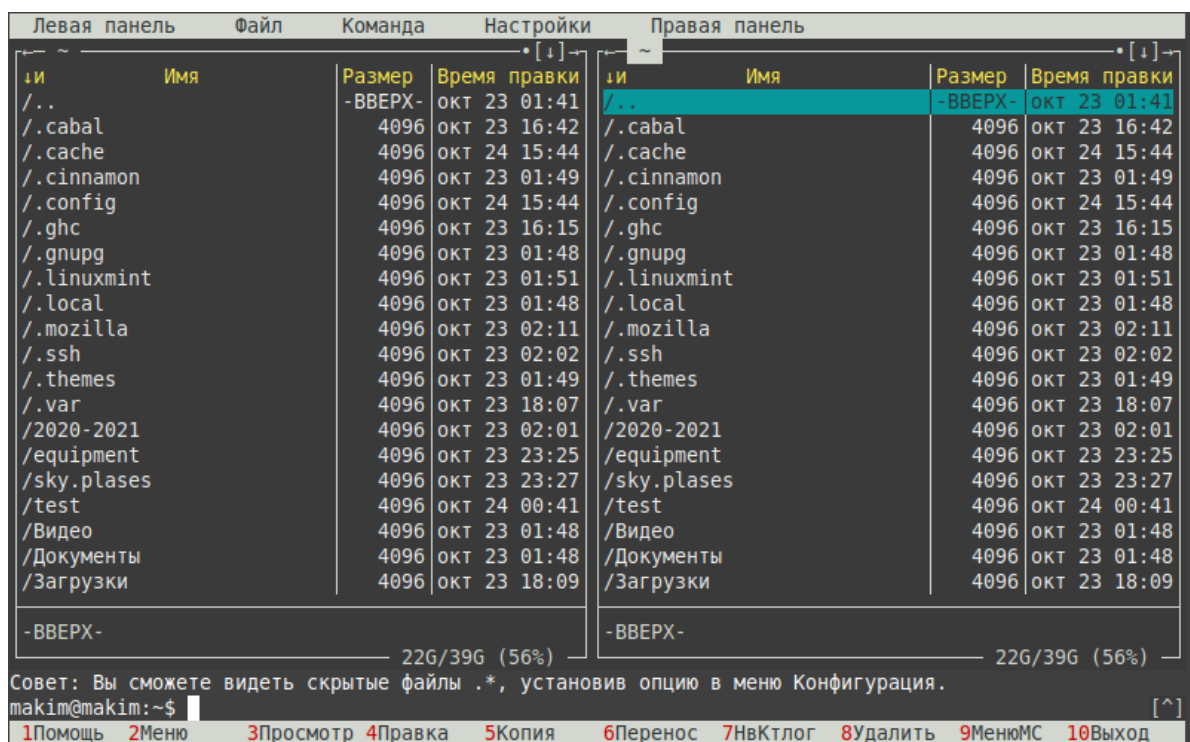 Левая панель Файл Команда Настройки Правая панель
← ~ •[↓]→ ← ~ •[↓]→
↓и Имя Размер Время правки ↓и Имя Размер Время правки
/.. -ВВЕРХ- окт 23 01:41 /.. -ВВЕРХ- окт 23 01:41
/.cabal 4096 окт 23 16:42 /.cabal 4096 окт 23 16:42
/.cache 4096 окт 24 15:44 /.cache 4096 окт 24 15:44
/.cinnamon 4096 окт 23 01:49 /.cinnamon 4096 окт 23 01:49
/.config 4096 окт 24 15:44 /.config 4096 окт 24 15:44
/.ghc 4096 окт 23 16:15 /.ghc 4096 окт 23 16:15
/.gnupg 4096 окт 23 01:48 /.gnupg 4096 окт 23 01:48
/.linuxmint 4096 окт 23 01:51 /.linuxmint 4096 окт 23 01:51
/.local 4096 окт 23 01:48 /.local 4096 окт 23 01:48
/.mozilla 4096 окт 23 02:11 /.mozilla 4096 окт 23 02:11
/.ssh 4096 окт 23 02:02 /.ssh 4096 окт 23 02:02
/.themes 4096 окт 23 01:49 /.themes 4096 окт 23 01:49
/.var 4096 окт 23 18:07 /.var 4096 окт 23 18:07
/2020-2021 4096 окт 23 02:01 /2020-2021 4096 окт 23 02:01
/equipment 4096 окт 23 23:25 /equipment 4096 окт 23 23:25
/sky.plases 4096 окт 23 23:27 /sky.plases 4096 окт 23 23:27
/test 4096 окт 24 00:41 /test 4096 окт 24 00:41
/Видео 4096 окт 23 01:48 /Видео 4096 окт 23 01:48
/Документы 4096 окт 23 01:48 /Документы 4096 окт 23 01:48
/Загрузки 4096 окт 23 18:09 /Загрузки 4096 окт 23 18:09
-ВВЕРХ- -ВВЕРХ-
22G/39G (56%) 22G/39G (56%)
Совет: Вы сможете видеть скрытые файлы .*, установив опцию в меню Конфигурация.
makim@makim:~$ [^]
1Помощь 2Меню 3Просмотр 4Правка 5Копия 6Перенос 7НвКтлог 8Удалить 9МенюМС 10Выход